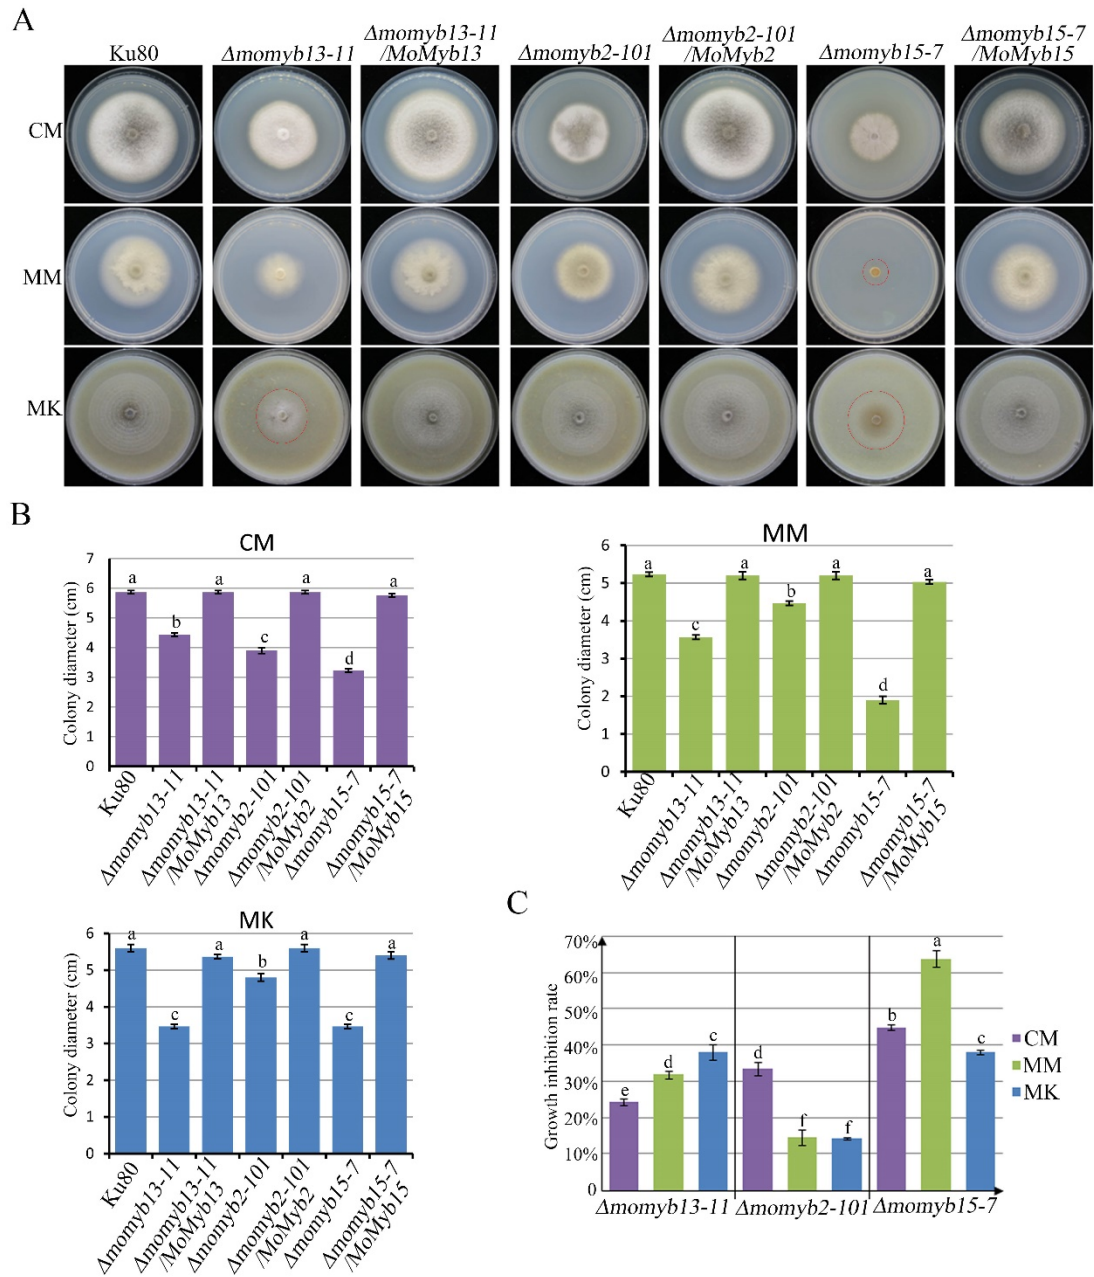 A
Ku80
Δmomyb13-11
Δmomyb13-11
/MoMyb13
Δmomyb2-101
Δmomyb2-101
/MoMyb2
Δmomyb15-7
Δmomyb15-7
/MoMyb15
CM
MM
MK
B
CM
Colony diameter (cm)
7
6
5
4
3
2
1
0
a
b
a
c
a
d
a
Ku80
Δmomyb13-11
Δmomyb13-11
/MoMyb13
Δmomyb2-101
Δmomyb2-101
/MoMyb2
Δmomyb15-7
Δmomyb15-7
/MoMyb15
MM
Colony diameter (cm)
6
5
4
3
2
1
0
a
c
a
b
a
d
a
Ku80
Δmomyb13-11
Δmomyb13-11
/MoMyb13
Δmomyb2-101
Δmomyb2-101
/MoMyb2
Δmomyb15-7
Δmomyb15-7
/MoMyb15
MK
Colony diameter (cm)
6
5
4
3
2
1
0
a
c
a
b
a
c
a
Ku80
Δmomyb13-11
Δmomyb13-11
/MoMyb13
Δmomyb2-101
Δmomyb2-101
/MoMyb2
Δmomyb15-7
Δmomyb15-7
/MoMyb15
C
Growth inhibition rate
70%
60%
50%
40%
30%
20%
10%
0
e
d
c
d
f
f
b
a
c
Δmomyb13-11
Δmomyb2-101
Δmomyb15-7
CM
MM
MK